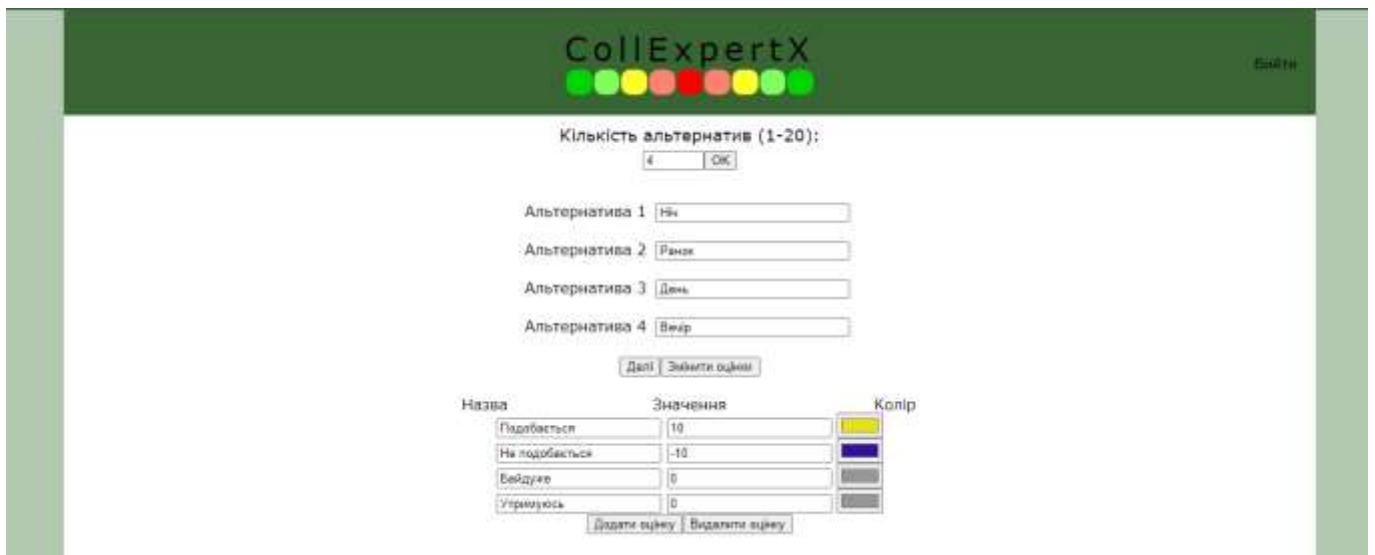 CollExpertX
Вийти
Кількість альтернатив (1-20):
4 OK
Альтернатива 1 Ніч
Альтернатива 2 Ранок
Альтернатива 3 День
Альтернатива 4 Вечір
Далі Змінити оцінки
Назва Значення Колір
Подобається 10
Не подобається -10
Байдуже 0
Утримуюсь 0
Додати оцінку Видалити оцінку